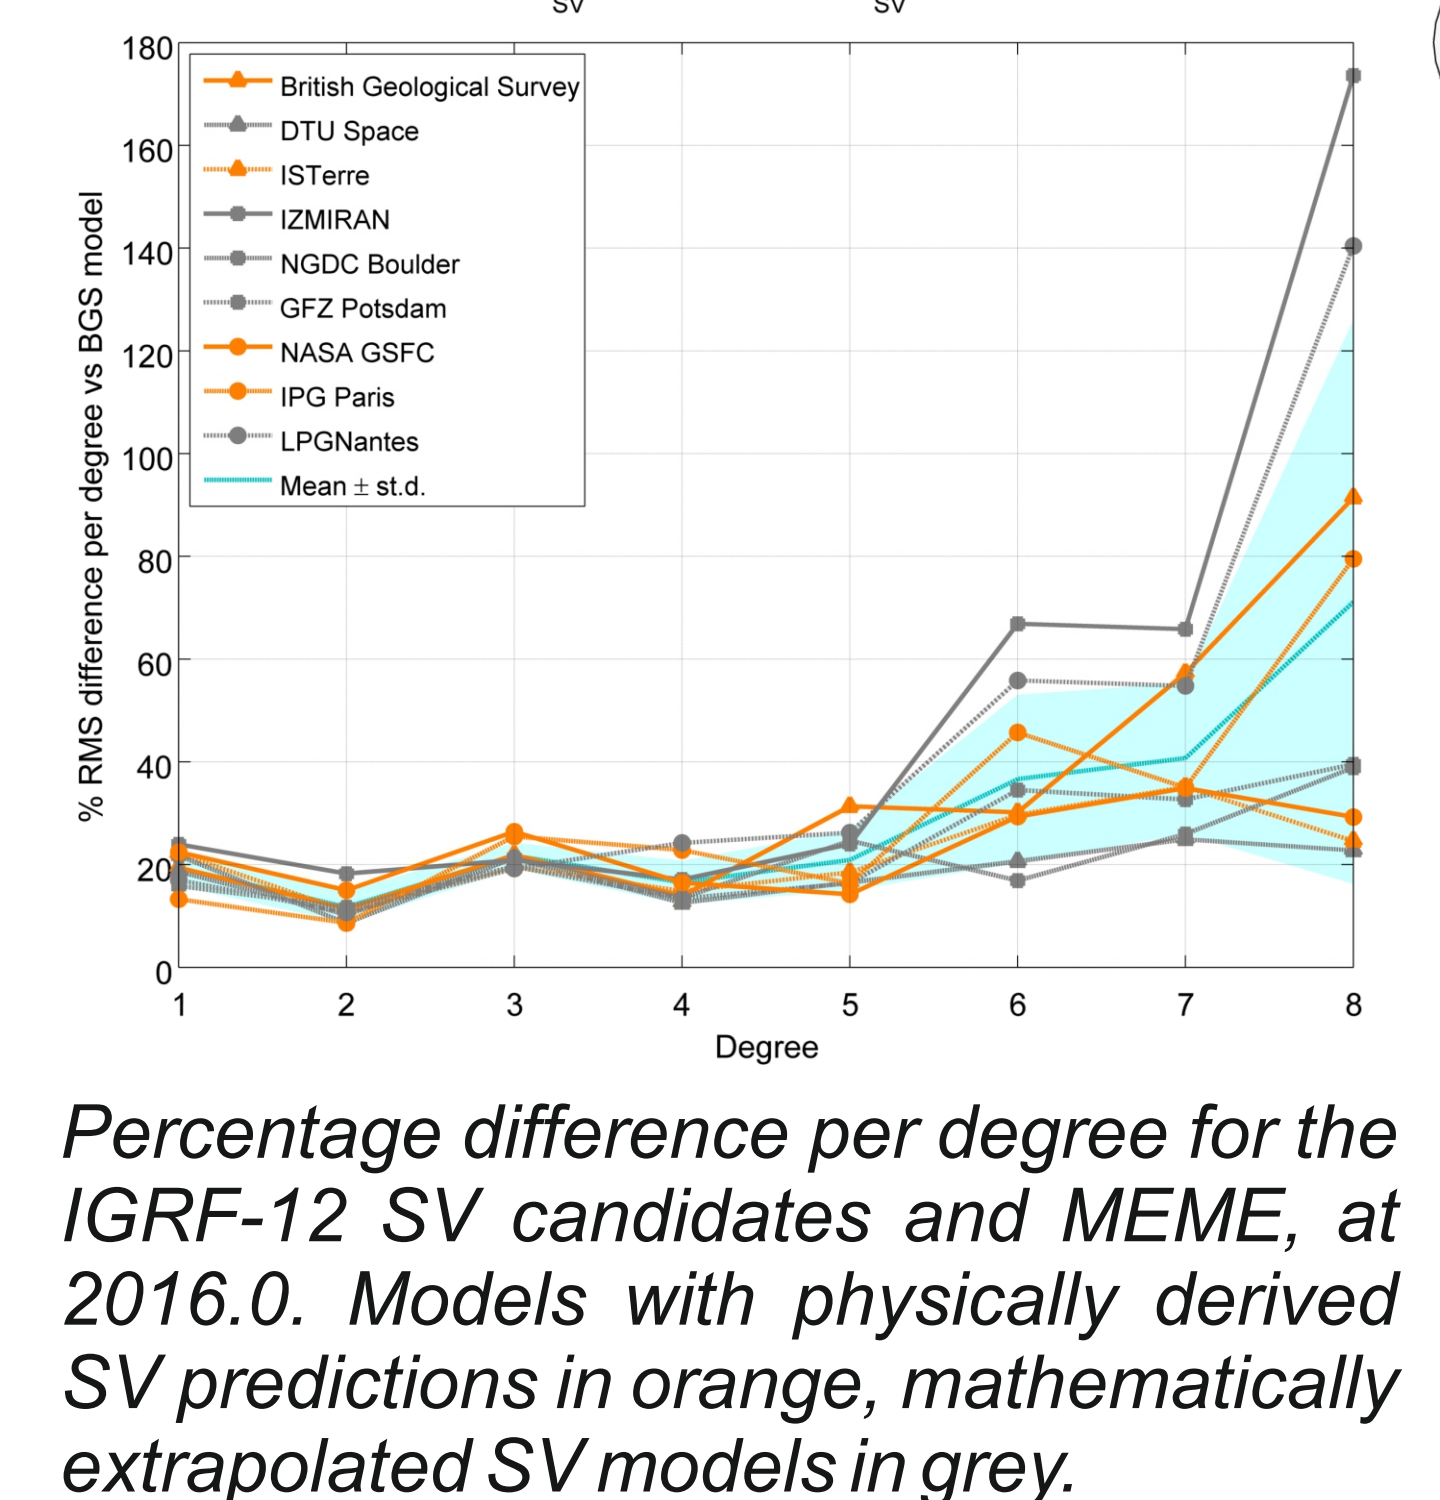 SV SV
180
160
140
120
100
80
60
40
20
0
% RMS difference per degree vs BGS model
British Geological Survey
DTU Space
ISTerre
IZMIRAN
NGDC Boulder
GFZ Potsdam
NASA GSFC
IPG Paris
LPGNantes
Mean ± st.d.
1 2 3 4 5 6 7 8
Degree
Percentage difference per degree for the
IGRF-12 SV candidates and MEME, at
2016.0. Models with physically derived
SV predictions in orange, mathematically
extrapolated SV models in grey.